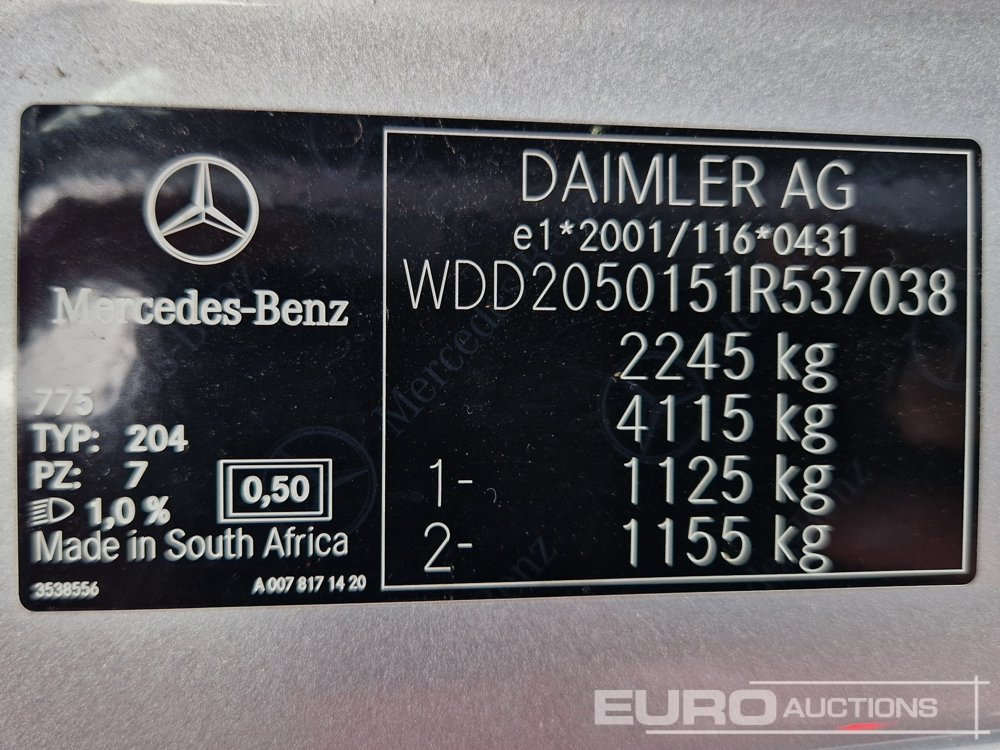 Mercedes-Benz
775
TYP: 204
PZ: 7
1,0 %
0,50
Made in South Africa
3538556
A 007 817 14 20
DAIMLER AG
e1*2001/116*0431
WDD2050151R537038
2245 kg
4115 kg
1- 1125 kg
2- 1155 kg
EURO AUCTIONS